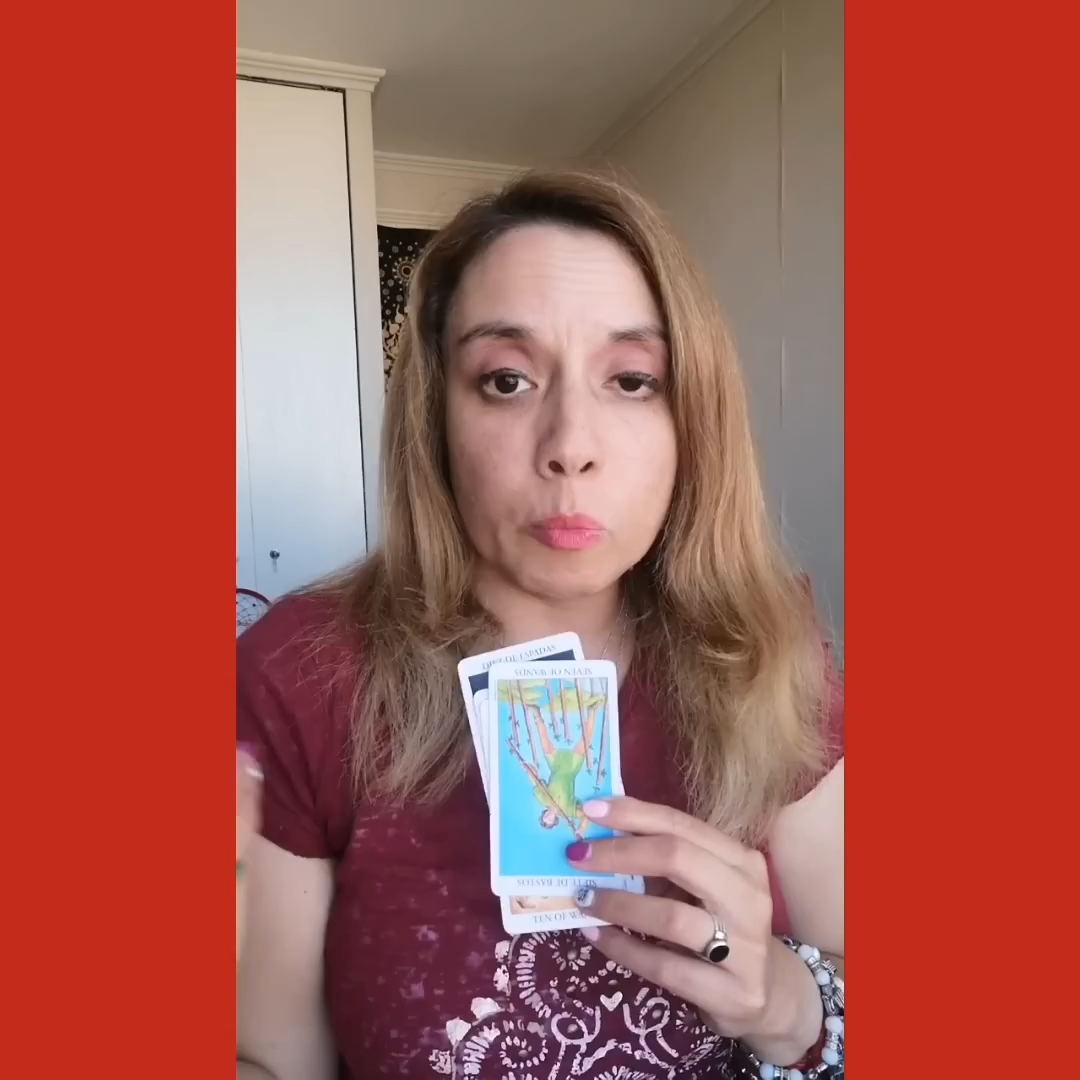 DIEZ DE ESPADAS
SEVEN OF WANDS
SIETE DE BASTOS
TEN OF